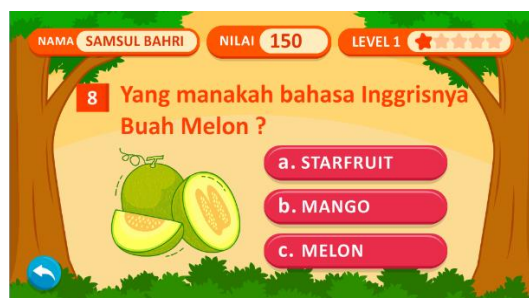 NAMA SAMSUL BAHRI NILAI 150 LEVEL 1
8 Yang manakah bahasa Inggrisnya
Buah Melon ?
a. STARFRUIT
b. MANGO
c. MELON